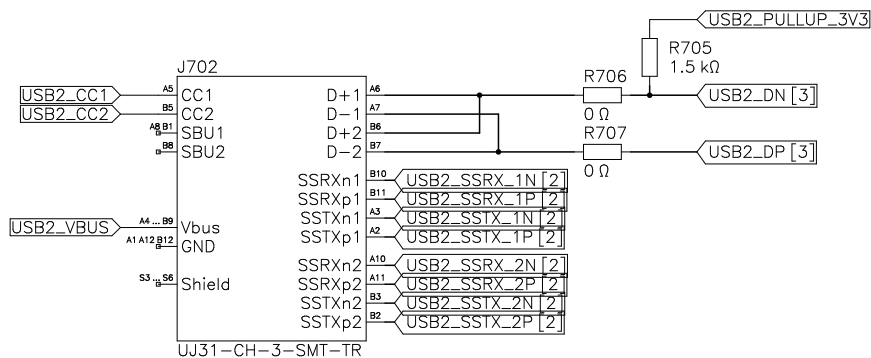 USB2_PULLUP_3V3
R705
1.5 kΩ
J702
R706
0 Ω
USB2_DN [3]
R707
0 Ω
USB2_DP [3]
USB2_CC1 A5 CC1 D+1 A6
USB2_CC2 B5 CC2 D-1 A7
A8 B1 SBU1 D+2 B6
B8 SBU2 D-2 B7
SSRXn1 B10 USB2_SSRX_1N [2]
SSRXp1 B11 USB2_SSRX_1P [2]
USB2_VBUS A4 ... B9 Vbus SSTXn1 A3 USB2_SSTX_1N [2]
A1 A12 B12 GND SSTXp1 A2 USB2_SSTX_1P [2]
SSRXn2 A10 USB2_SSRX_2N [2]
S3 ... S6 Shield SSRXp2 A11 USB2_SSRX_2P [2]
SSTXn2 B3 USB2_SSTX_2N [2]
SSTXp2 B2 USB2_SSTX_2P [2]
UJ31-CH-3-SMT-TR